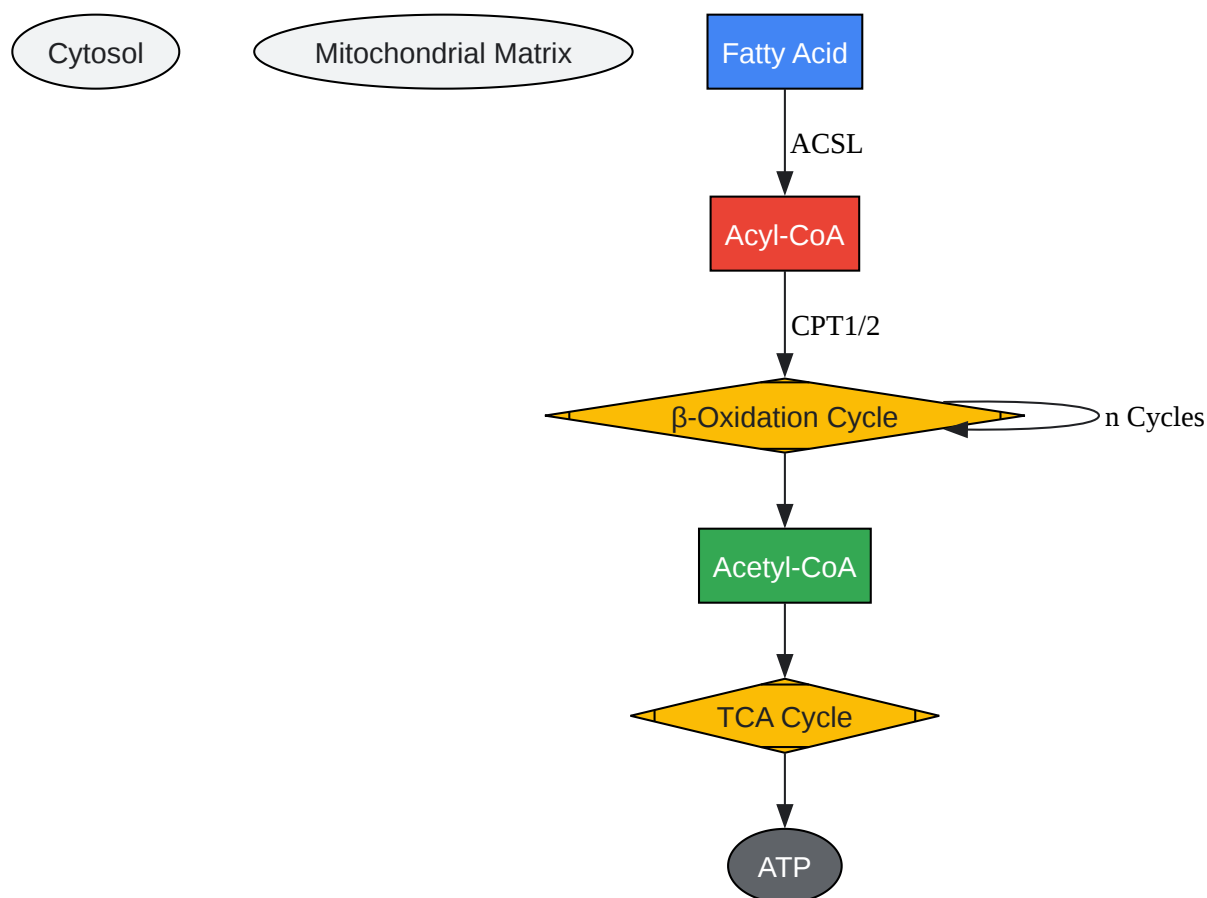 Cytosol
Mitochondrial Matrix
Fatty Acid
ACSL
Acyl-CoA
CPT1/2
β-Oxidation Cycle
n Cycles
Acetyl-CoA
TCA Cycle
ATP